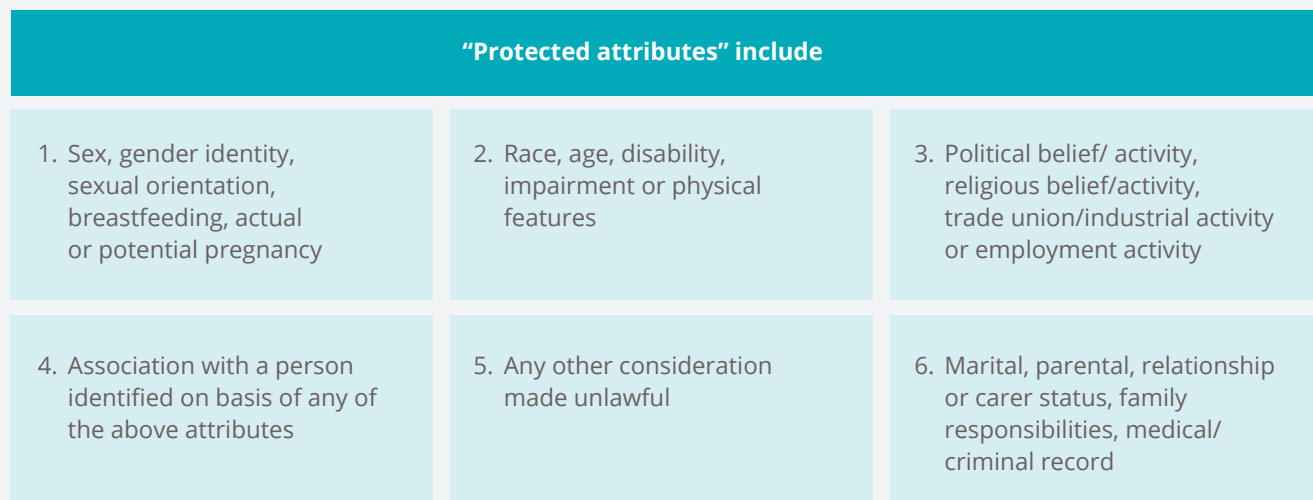 “Protected attributes” include
1. Sex, gender identity,
sexual orientation,
breastfeeding, actual
or potential pregnancy
2. Race, age, disability,
impairment or physical
features
3. Political belief/ activity,
religious belief/activity,
trade union/industrial activity
or employment activity
4. Association with a person
identified on basis of any of
the above attributes
5. Any other consideration
made unlawful
6. Marital, parental, relationship
or carer status, family
responsibilities, medical/
criminal record